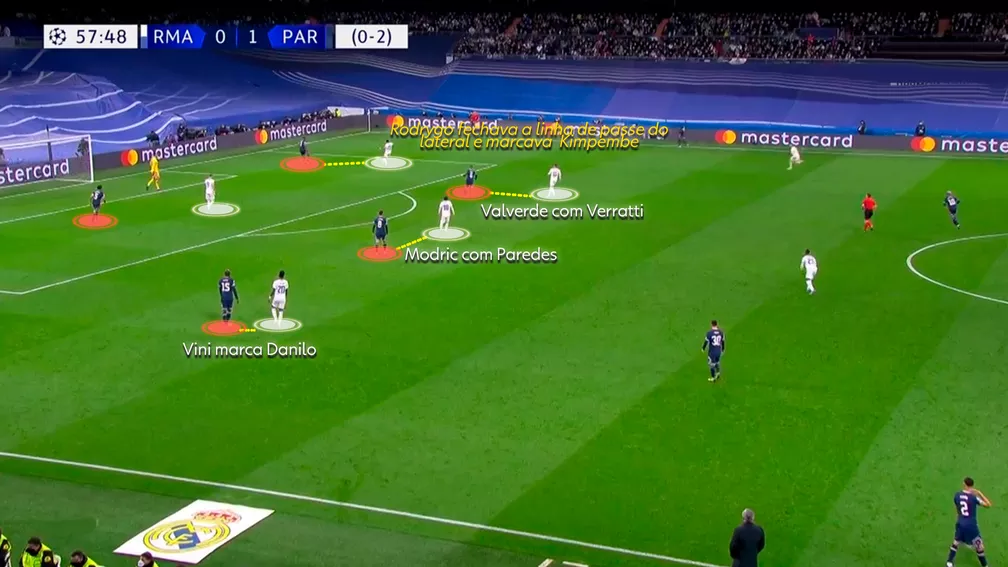 57:48 RMA 0 1 PAR (0-2)
mastercard
mastercard
mastercard
mastercard
mastercard
Rodrygo fechava a linha de passe do
lateral e marcava Kimpembe
Valverde com Verratti
Modric com Paredes
15
20
Vini marca Danilo
30
2